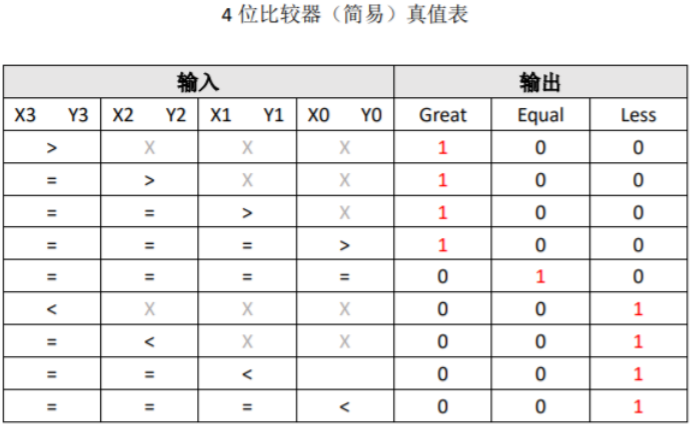 4 位比较器（简易）真值表
输入 输出
X3 Y3 X2 Y2 X1 Y1 X0 Y0 Great Equal Less
> X X X 1 0 0
= > X X 1 0 0
= = > X 1 0 0
= = = > 1 0 0
= = = = 0 1 0
< X X X 0 0 1
= < X X 0 0 1
= = < 0 0 1
= = = < 0 0 1